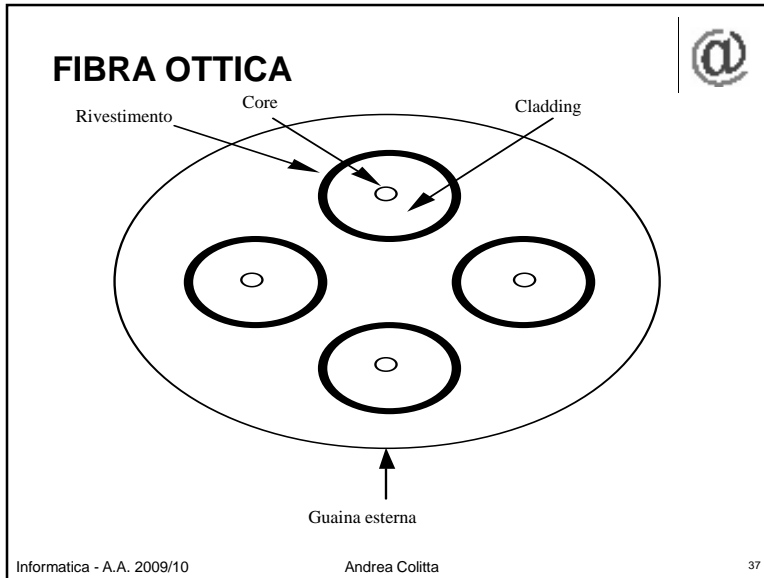 FIBRA OTTICA
@
Core
Cladding
Rivestimento
Guaina esterna
Informatica - A.A. 2009/10
Andrea Colitta
37